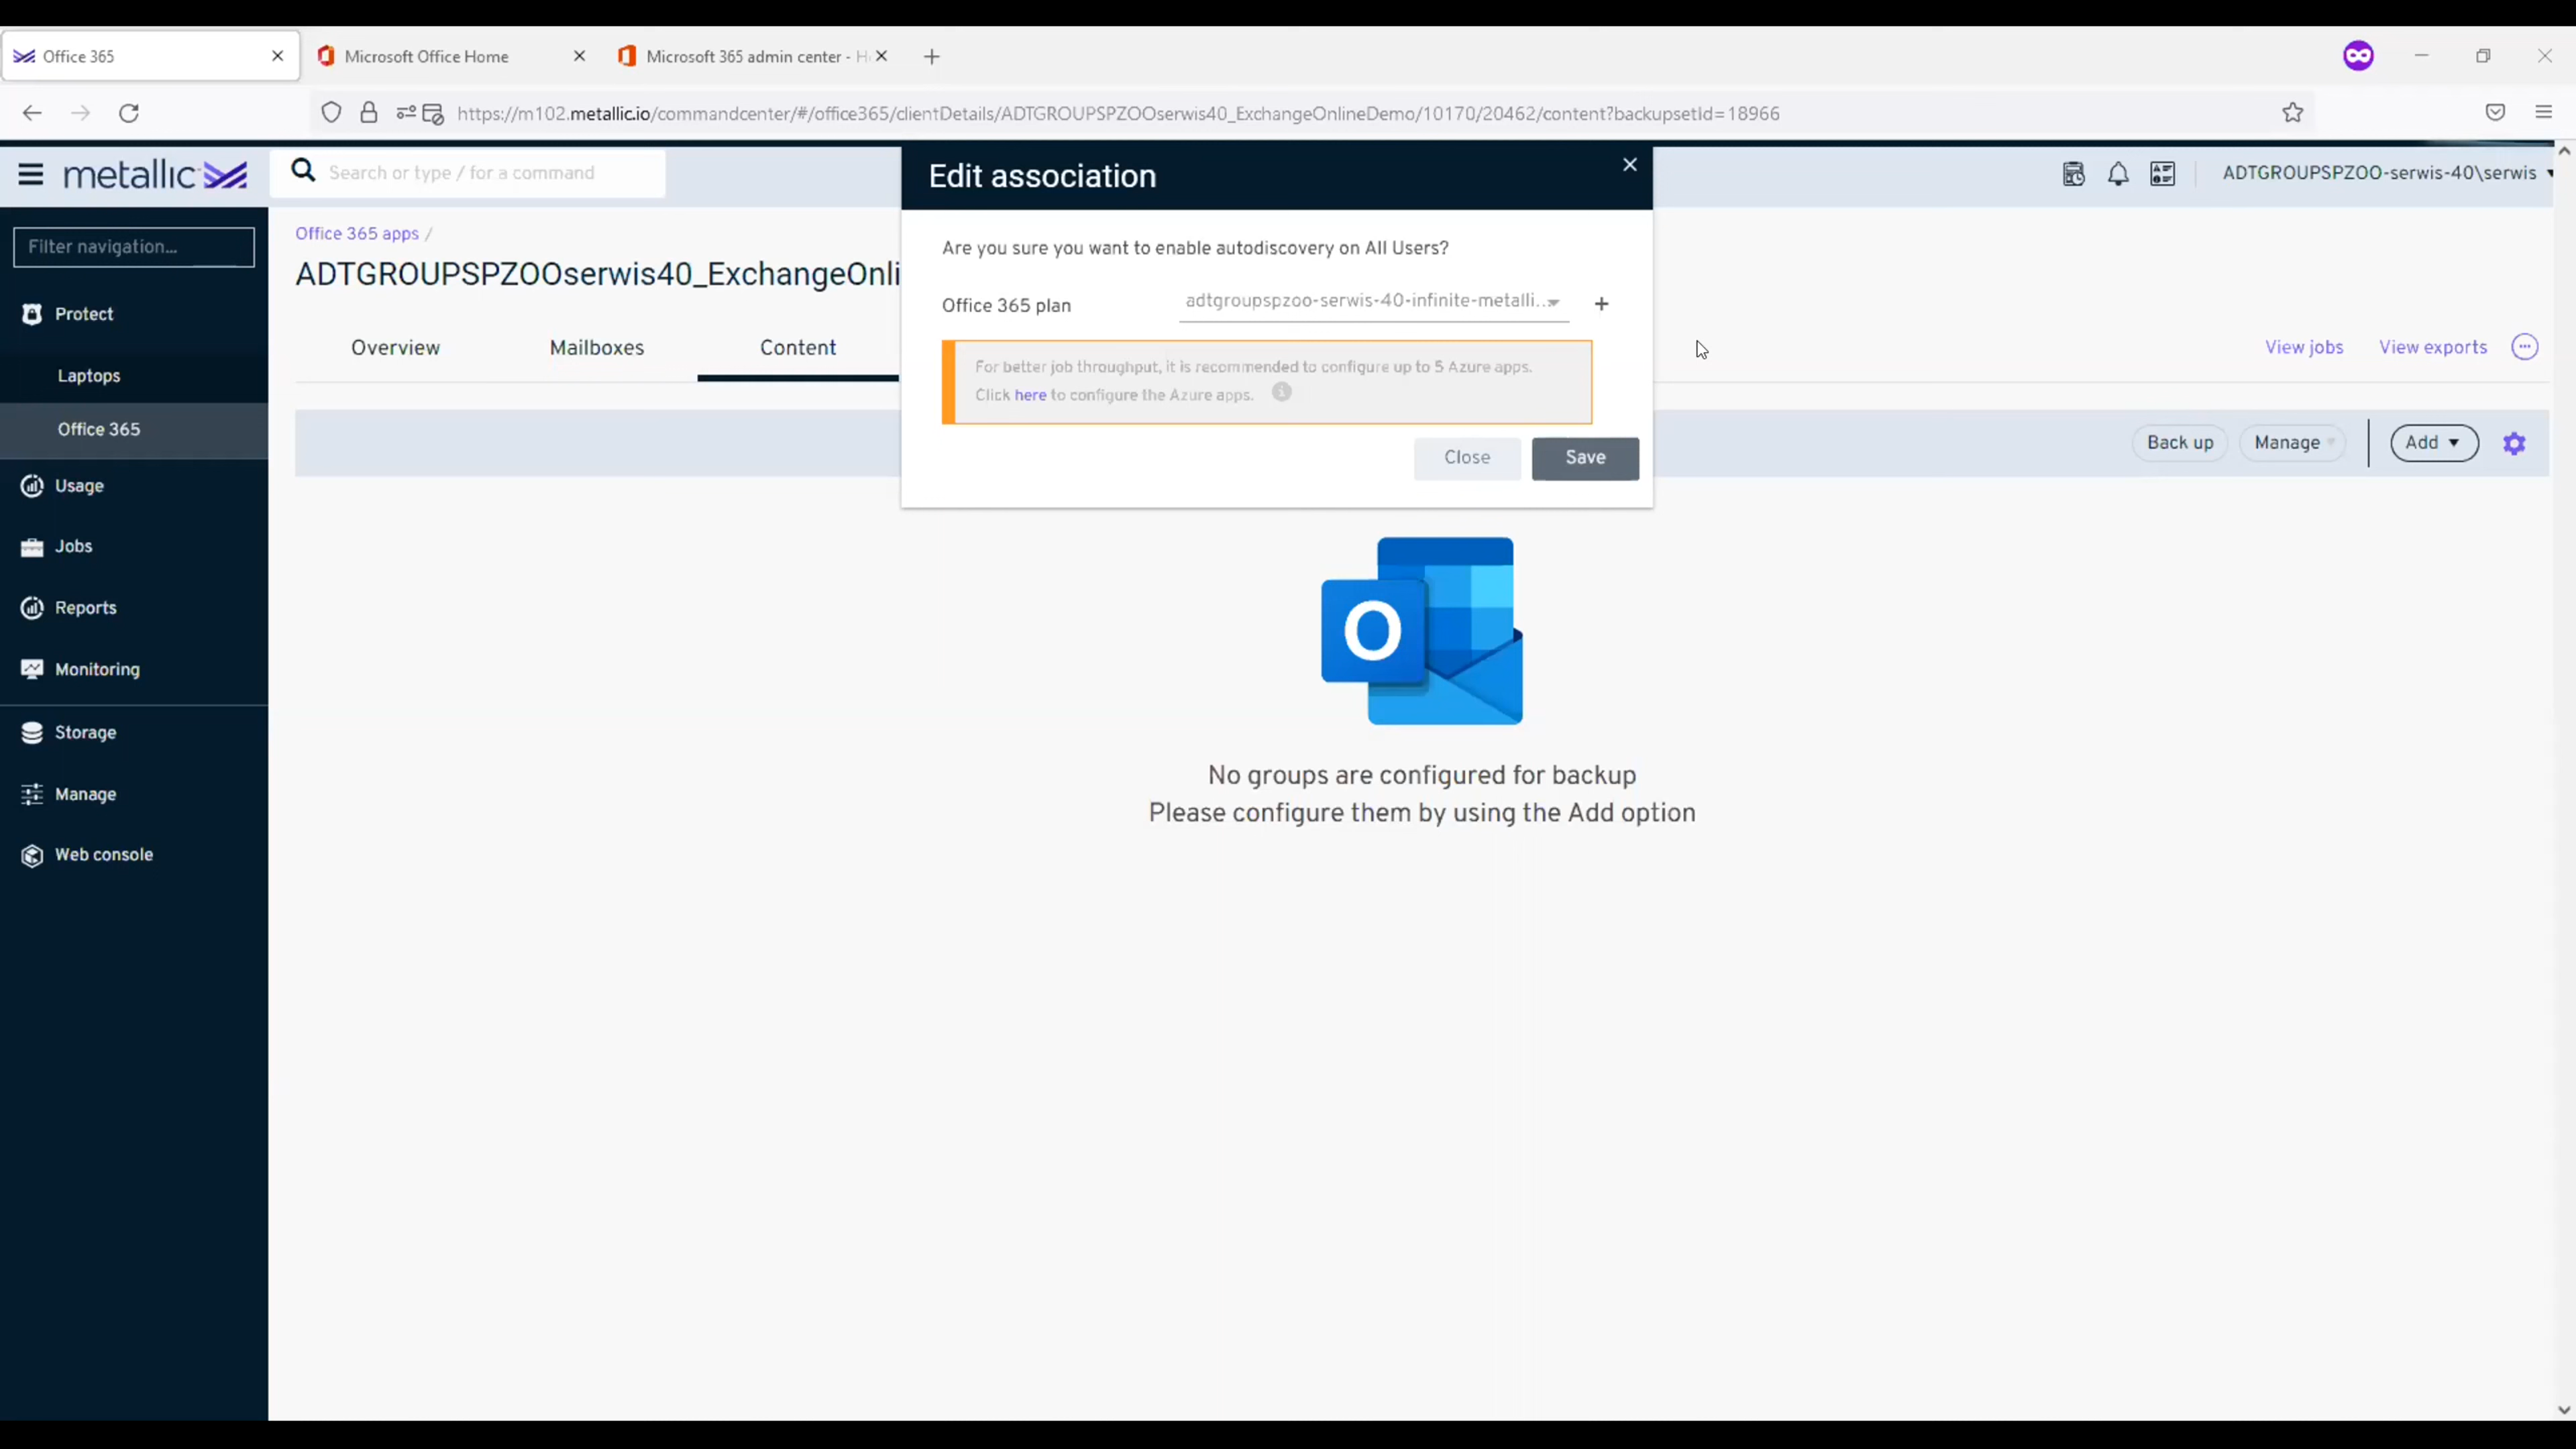 Office 365
Microsoft Office Home
Microsoft 365 admin center - H
https://m102.metallic.io/commandcenter/#/office365/clientDetails/ADTGROUPSPZOOserwis40_ExchangeOnlineDemo/10170/20462/content?backupsetId=18966
metallic
Search or type / for a command
Edit association
ADTGROUPSPZOO-serwis-40\serwis
Filter navigation...
Protect
Laptops
Office 365
Usage
Jobs
Reports
Monitoring
Storage
Manage
Web console
Office 365 apps /
ADTGROUPSPZOOserwis40_ExchangeOnli
Overview
Mailboxes
Content
View jobs
View exports
Are you sure you want to enable autodiscovery on All Users?
Office 365 plan
adtgroupspzoo-serwis-40-infinite-metalli...
For better job throughput, it is recommended to configure up to 5 Azure apps.
Click here to configure the Azure apps.
Close
Save
Back up
Manage
Add
No groups are configured for backup
Please configure them by using the Add option